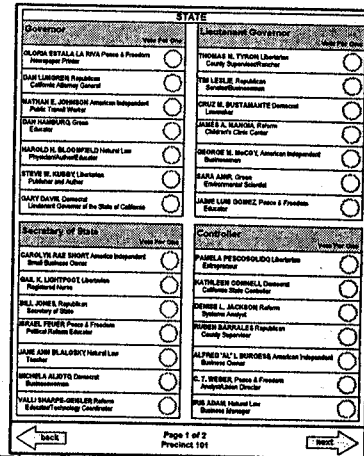 STATE
Governor
Vote For One
GLORIA ESTALA LA RIVA Peace & Freedom
Newspaper Printer
DAN LUNGREN Republican
California Attorney General
NATHAN E. JOHNSON American Independent
Public Transit Worker
DAN HAMBURG, Green
Educator
HAROLD H. BLOOMFIELD Natural Law
Physician/Author/Educator
STEVE W. KUBBY, Libertarian
Publisher and Author
GARY DAVIS, Democrat
Lieutenant Governor of the State of California
Lieutenant Governor
Vote For One
THOMAS M. TYRON Libertarian
County Supervisor/Rancher
TIM LESLIE, Republican
Senator/Businessman
CRUZ M. BUSTAMANTE Democrat
Lawmaker
JAMES A. MANGIA, Reform
Children's Clinic Center
GEORGE M. McCOY, American Independent
Businessman
SARA AMIR, Green
Environmental Scientist
JAIME LUIS GOMEZ, Peace & Freedom
Educator
Secretary of State
Vote For One
CAROLYN RAE SHORT America Independent
Small Business Owner
GAIL K. LIGHTFOOT, Libertarian
Registered Nurse
BILL JONES, Republican
Secretary of State
ISRAEL FEUER Peace & Freedom
Political Reform Educator
JANE ANN BIALOSKY Natural Law
Teacher
MICHELA ALIOTO, Democrat
Businesswoman
VALLI SHARPE-GEISLER Reform
Educator/Technology Coordinator
Controller
Vote For One
PAMELA PESCOSOLIDO, Libertarian
Entrepreneur
KATHLEEN CONNELL Democrat
California State Controller
DENISE L. JACKSON, Reform
Systems Analyst
RUBEN BARRALES Republican
County Supervisor
ALFRED "AL" L. BURGESS, American Independent
Business Owner
C. T. WEBER, Peace & Freedom
Analyst/Union Director
IRIS ADAM, Natural Law
Business Manager
back
Page 1 of 2
Precinct 101
next